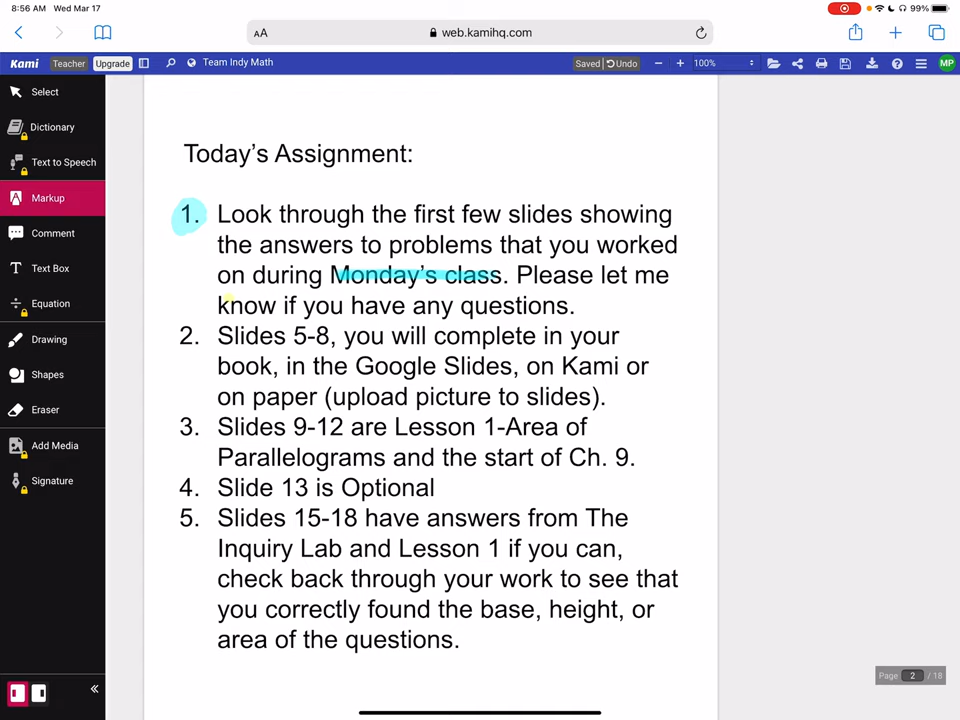 8:56 AM Wed Mar 17
99%
AA
web.kamihq.com
Kami Teacher Upgrade Team Indy Math Saved Undo 100% MP
Select
Dictionary
Text to Speech
Markup
Comment
Text Box
Equation
Drawing
Shapes
Eraser
Add Media
Signature
Today's Assignment:
1. Look through the first few slides showing
the answers to problems that you worked
on during Monday's class. Please let me
know if you have any questions.
2. Slides 5-8, you will complete in your
book, in the Google Slides, on Kami or
on paper (upload picture to slides).
3. Slides 9-12 are Lesson 1-Area of
Parallelograms and the start of Ch. 9.
4. Slide 13 is Optional
5. Slides 15-18 have answers from The
Inquiry Lab and Lesson 1 if you can,
check back through your work to see that
you correctly found the base, height, or
area of the questions.
Page 2 / 18